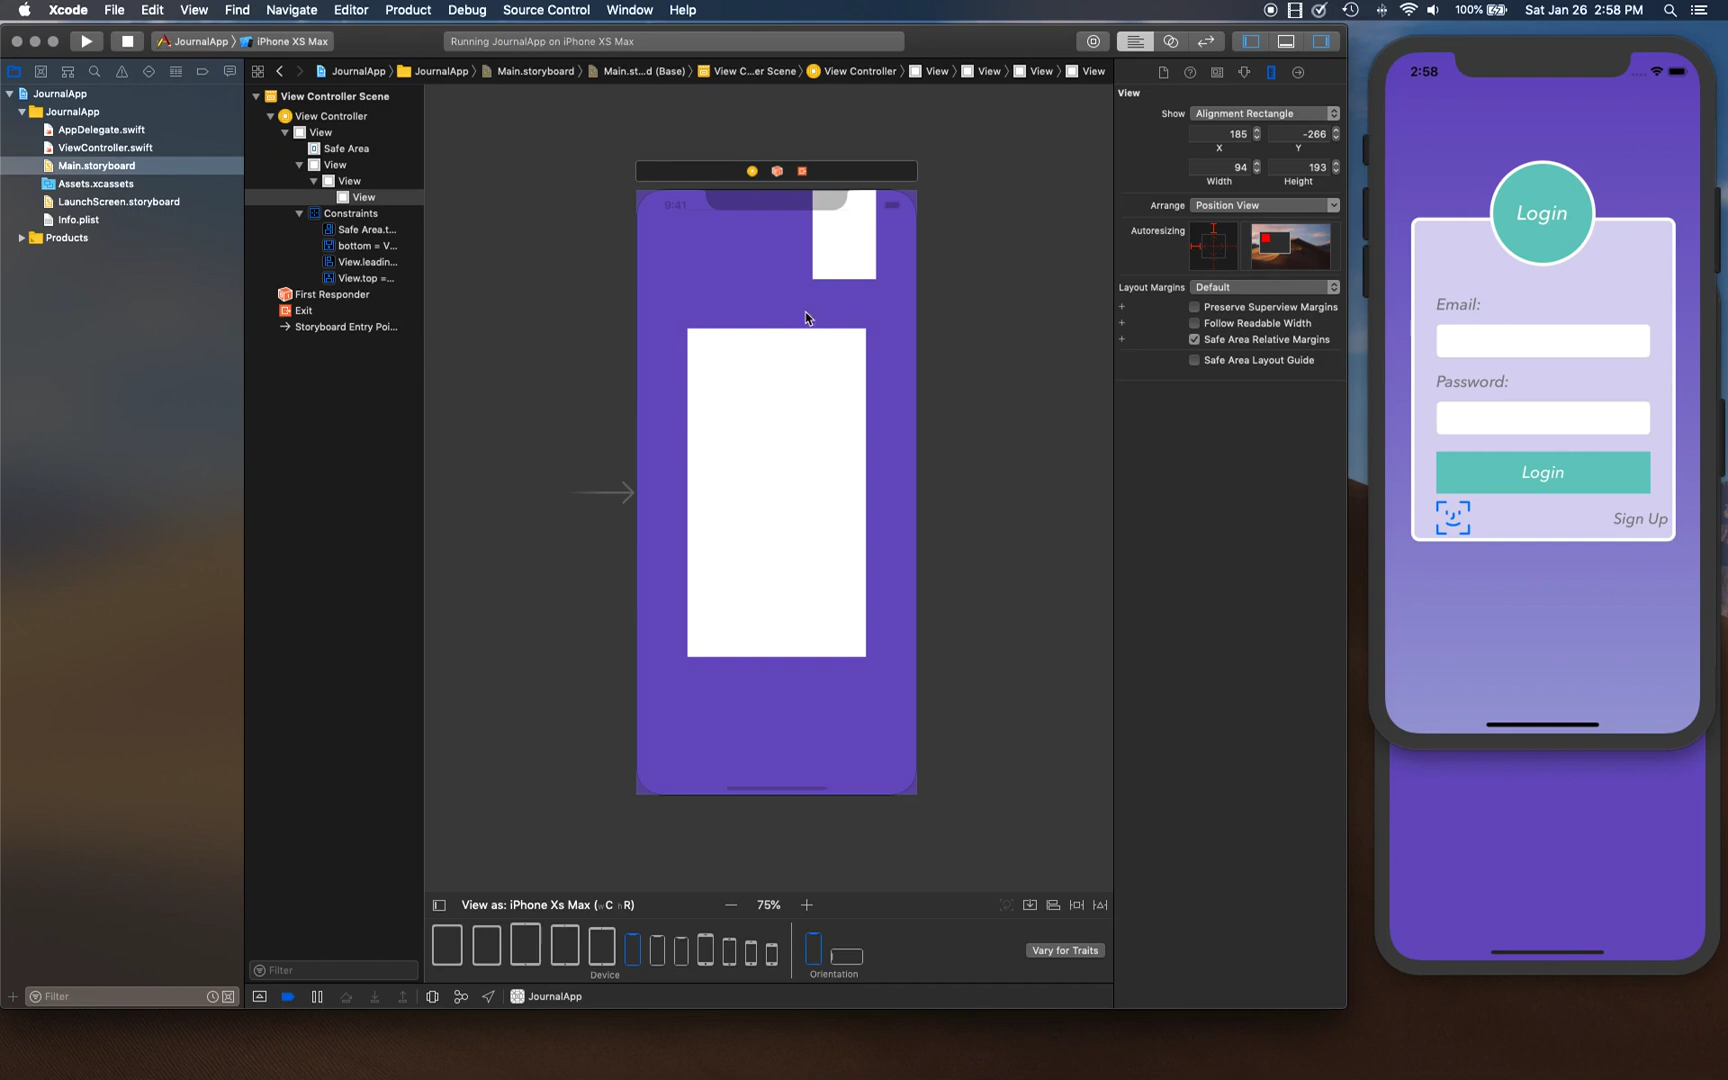 Xcode File Edit View Find Navigate Editor Product Debug Source Control Window Help
100% Sat Jan 26 2:58 PM
JournalApp iPhone XS Max
Running JournalApp on iPhone XS Max
JournalApp JournalApp Main.storyboard Main.st...d (Base) View C...er Scene View Controller View View View View
JournalApp
JournalApp
AppDelegate.swift
ViewController.swift
Main.storyboard
Assets.xcassets
LaunchScreen.storyboard
Info.plist
Products
View Controller Scene
View Controller
View
Safe Area
View
View
View
Constraints
Safe Area.t...
bottom = V...
View.leadin...
View.top =...
First Responder
Exit
Storyboard Entry Poi...
9:41
View
Show Alignment Rectangle
185 -266
X Y
94 193
Width Height
Arrange Position View
Autoresizing
Layout Margins Default
Preserve Superview Margins
Follow Readable Width
Safe Area Relative Margins
Safe Area Layout Guide
2:58
Login
Email:
Password:
Login
Sign Up
View as: iPhone Xs Max (wC hR)
75%
Vary for Traits
Device
Orientation
Filter
Filter
JournalApp